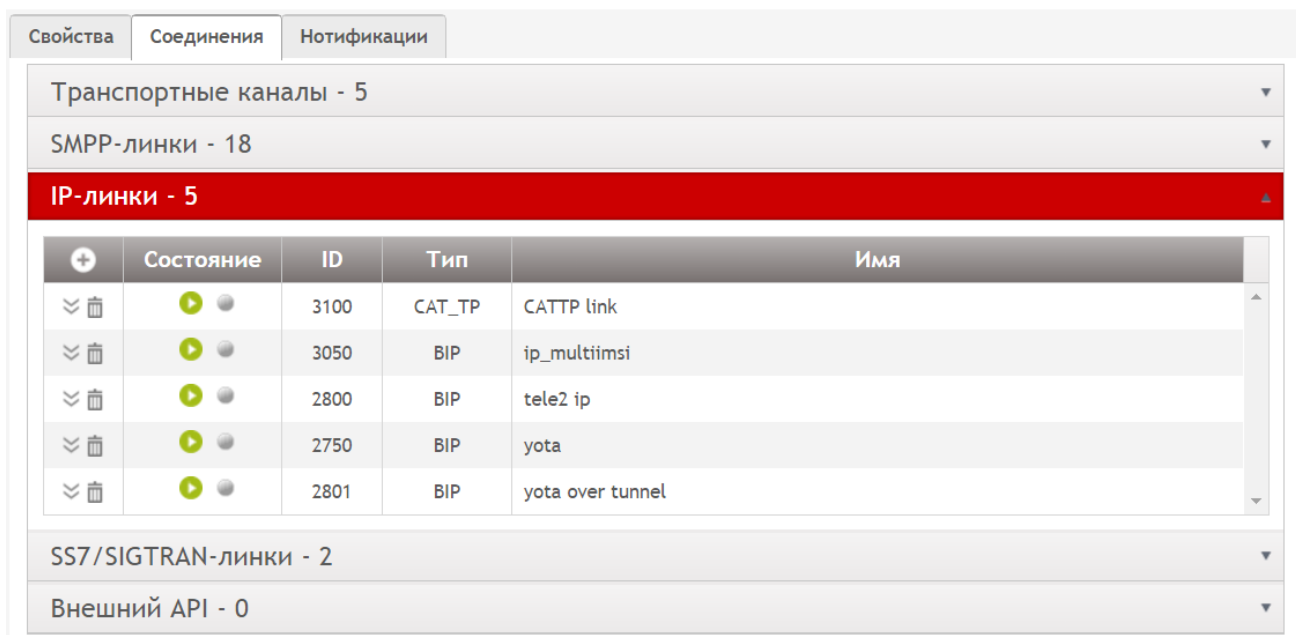 Свойства Соединения Нотификации
Транспортные каналы - 5
SMPP-линки - 18
IP-линки - 5
Состояние ID Тип Имя
3100 CAT_TP CATTP link
3050 BIP ip_multiimsi
2800 BIP tele2 ip
2750 BIP yota
2801 BIP yota over tunnel
SS7/SIGTRAN-линки - 2
Внешний API - 0